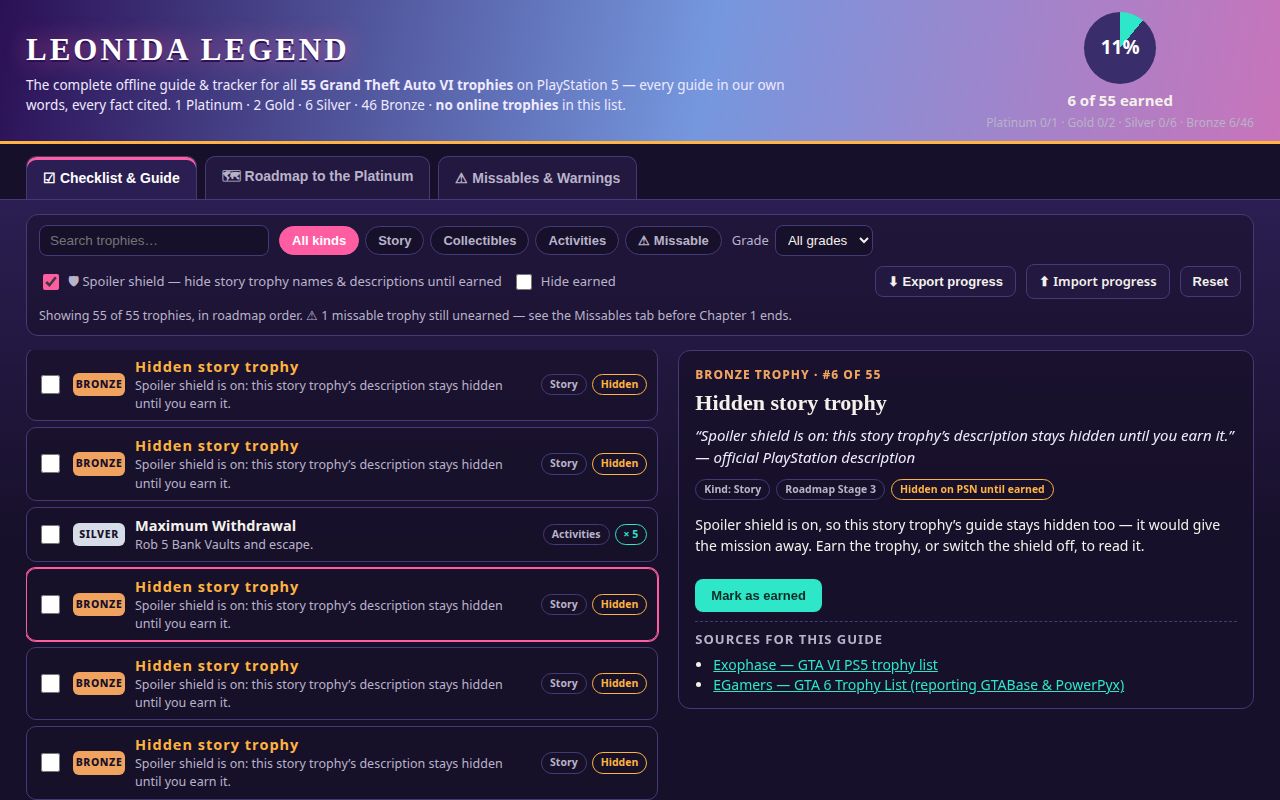 LEONIDA LEGEND
The complete offline guide & tracker for all 55 Grand Theft Auto VI trophies on PlayStation 5 — every guide in our own
words, every fact cited. 1 Platinum · 2 Gold · 6 Silver · 46 Bronze · no online trophies in this list.
11%
6 of 55 earned
Platinum 0/1 · Gold 0/2 · Silver 0/6 · Bronze 6/46
☑ Checklist & Guide
🗺 Roadmap to the Platinum
⚠ Missables & Warnings
Search trophies…
All kinds
Story
Collectibles
Activities
⚠ Missable
Grade
All grades
🛡 Spoiler shield — hide story trophy names & descriptions until earned
Hide earned
⬇ Export progress
⬆ Import progress
Reset
Showing 55 of 55 trophies, in roadmap order. ⚠ 1 missable trophy still unearned — see the Missables tab before Chapter 1 ends.
BRONZE
Hidden story trophy
Spoiler shield is on: this story trophy’s description stays hidden
until you earn it.
Story
Hidden
BRONZE
Hidden story trophy
Spoiler shield is on: this story trophy’s description stays hidden
until you earn it.
Story
Hidden
SILVER
Maximum Withdrawal
Rob 5 Bank Vaults and escape.
Activities
× 5
BRONZE
Hidden story trophy
Spoiler shield is on: this story trophy’s description stays hidden
until you earn it.
Story
Hidden
BRONZE
Hidden story trophy
Spoiler shield is on: this story trophy’s description stays hidden
until you earn it.
Story
Hidden
BRONZE
Hidden story trophy
Spoiler shield is on: this story trophy’s description stays hidden
until you earn it.
Story
Hidden
BRONZE TROPHY · #6 OF 55
Hidden story trophy
“Spoiler shield is on: this story trophy’s description stays hidden until you earn it.”
— official PlayStation description
Kind: Story
Roadmap Stage 3
Hidden on PSN until earned
Spoiler shield is on, so this story trophy’s guide stays hidden too — it would give
the mission away. Earn the trophy, or switch the shield off, to read it.
Mark as earned
SOURCES FOR THIS GUIDE
• Exophase — GTA VI PS5 trophy list
• EGamers — GTA 6 Trophy List (reporting GTABase & PowerPyx)